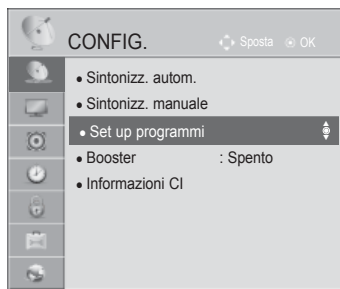 CONFIG.
Sposta OK
• Sintonizz. autom.
• Sintonizz. manuale
• Set up programmi
• Booster : Spento
• Informazioni CI